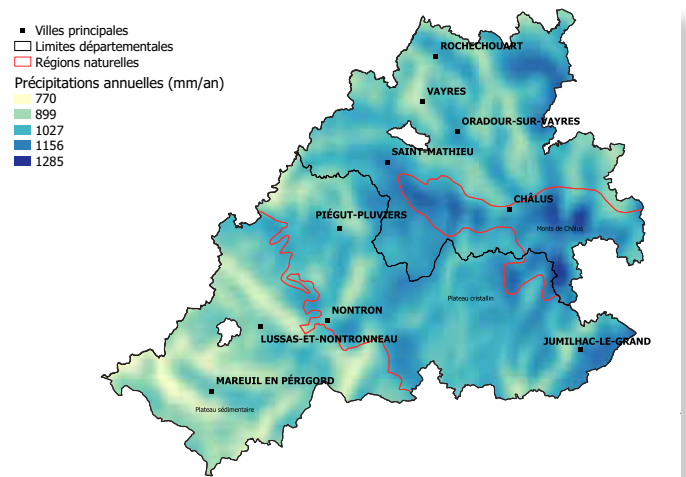 Villes principales
Limites départementales
Régions naturelles
Précipitations annuelles (mm/an)
770
899
1027
1156
1285
ROCHECHOUART
VAYRES
ORADOUR-SUR-VAYRES
SAINT-MATHIEU
CHÂLUS
PIÉGUT-PLUVIERS
Monts de Châlus
Plateau cristallin
NONTRON
LUSSAS-ET-NONTRONNEAU
JUMILHAC-LE-GRAND
MAREUIL EN PÉRIGORD
Plateau sédimentaire